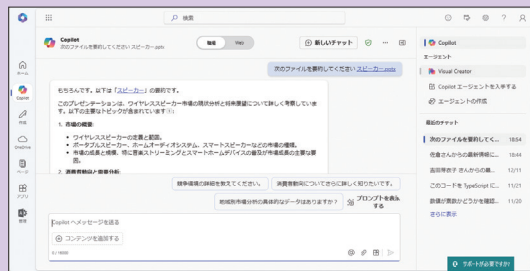 検索
Copilot
次のファイルを要約してください スピーカー.pptx
職場 Web
新しいチャット
次のファイルを要約してください スピーカー.pptx
もちろんです。以下は「スピーカー」の要約です。
このプレゼンテーションは、ワイヤレススピーカー市場の現状分析と将来展望について詳しく考察していま
す。以下の主要なトピックが含まれています
1. 市場の概要:
• ワイヤレススピーカーの定義と範囲。
• ポータブルスピーカー、ホームオーディオシステム、スマートスピーカーなどの市場の種類。
• 市場の成長と規模、特に音楽ストリーミングとスマートホームデバイスの普及が市場成長の主要な要
因。
2. 消費者動向と需要分析:
競争環境の詳細を教えてください。
消費者動向についてさらに詳しく知りたいです。
地域別市場分析の具体的なデータはありますか?
プロンプトを表示
する
Copilot へメッセージを送る
コンテンツを追加する
ホーム
Copilot
作成
OneDrive
ページ
アプリ
管理
Copilot
エージェント
Visual Creator
Copilot エージェントを入手する
エージェントの作成
最近のチャット
次のファイルを要約してく... 18:54
佐倉さんからの最新情報に... 18:44
吉田琴衣子 さんからの最... 12/11
このコードを TypeScript に... 11/21
数値が素数かどうかを確認... 11/20
さらに表示
サポートが必要ですか?